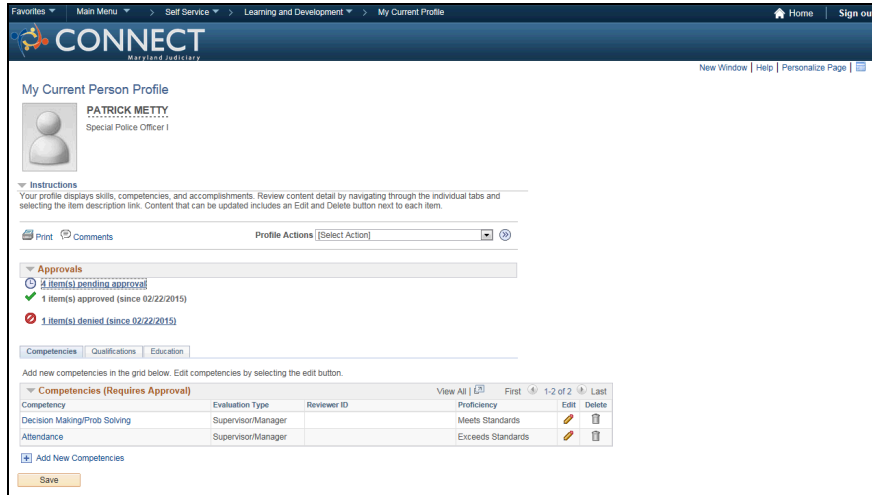 Favorites Main Menu > Self Service > Learning and Development > My Current Profile Home Sign ou
CONNECT
Maryland Judiciary
New Window | Help | Personalize Page |
My Current Person Profile
PATRICK METTY
Special Police Officer I
Instructions
Your profile displays skills, competencies, and accomplishments. Review content detail by navigating through the individual tabs and
selecting the item description link. Content that can be updated includes an Edit and Delete button next to each item.
Print Comments Profile Actions [Select Action]
Approvals
4 item(s) pending approval
1 item(s) approved (since 02/22/2015)
1 item(s) denied (since 02/22/2015)
Competencies Qualifications Education
Add new competencies in the grid below. Edit competencies by selecting the edit button.
Competencies (Requires Approval) View All | First 1-2 of 2 Last
Competency Evaluation Type Reviewer ID Proficiency Edit Delete
Decision Making/Prob Solving Supervisor/Manager Meets Standards
Attendance Supervisor/Manager Exceeds Standards
Add New Competencies
Save